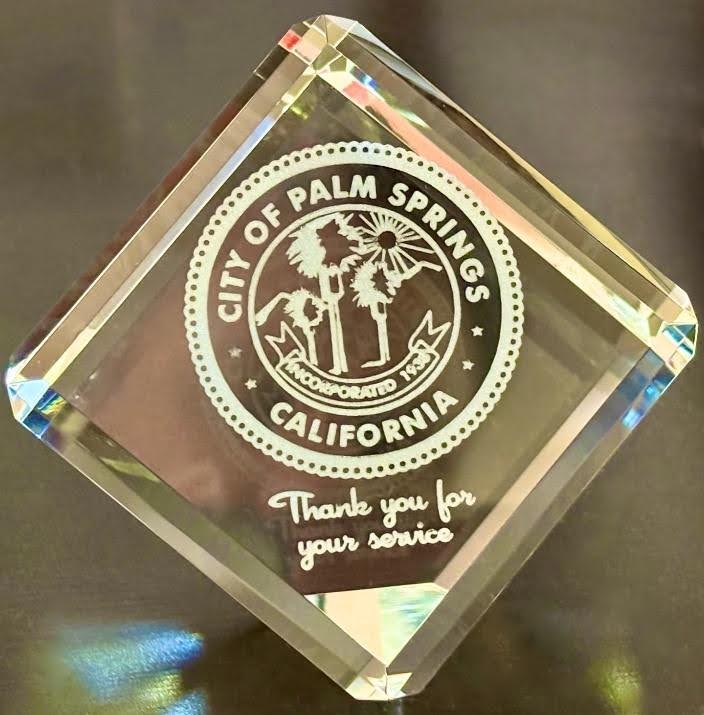 CITY OF PALM SPRINGS
INCORPORATED 1938
CALIFORNIA
Thank you for
your service